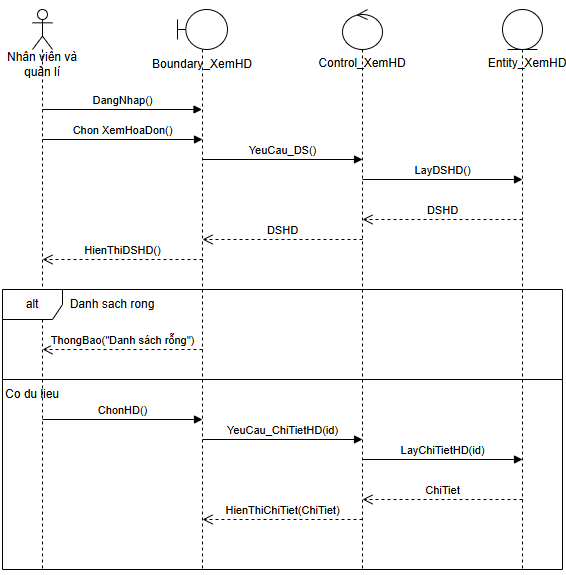 Nhân viên và
quản lí
Boundary_XemHD
Control_XemHD
Entity_XemHD
DangNhap()
Chon XemHoaDon()
YeuCau_DS()
LayDSHD()
DSHD
DSHD
HienThiDSHD()
alt
Danh sach rong
ThongBao("Danh sách rỗng")
Co du lieu
ChonHD()
YeuCau_ChiTietHD(id)
LayChiTietHD(id)
ChiTiet
HienThiChiTiet(ChiTiet)